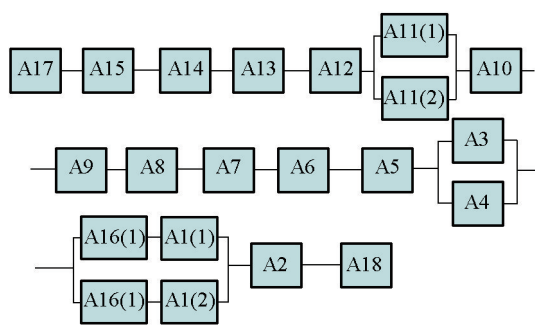 A17 A15 A14 A13 A12 A11(1) A10
A11(2)
A9 A8 A7 A6 A5 A3
A4
A16(1) A1(1) A2 A18
A16(1) A1(2)